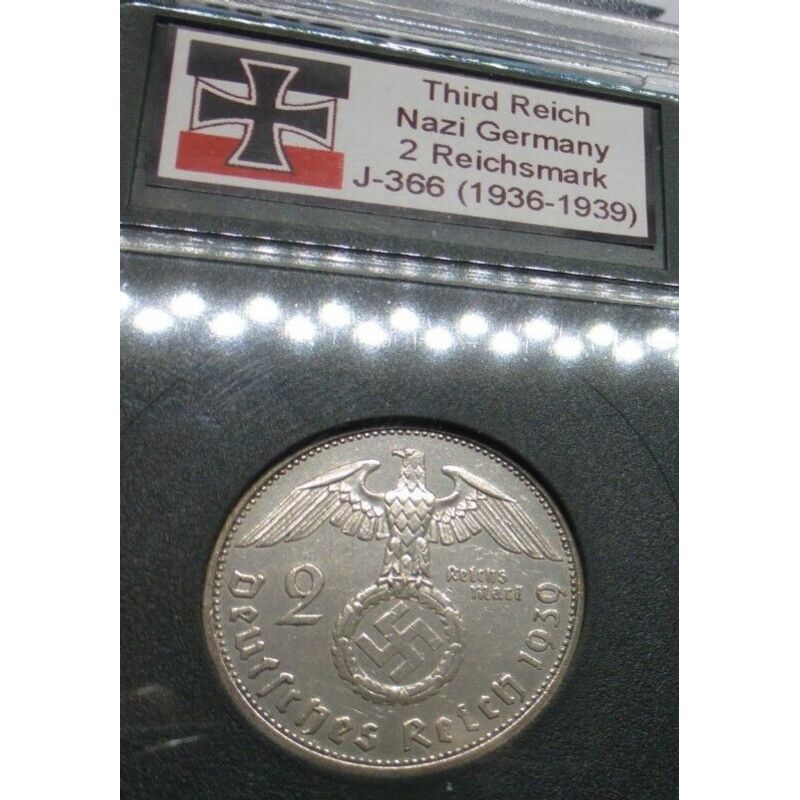 Third Reich
Nazi Germany
2 Reichsmark
J-366 (1936-1939)
2
Reichs
mark
Deutsches Reich 1939